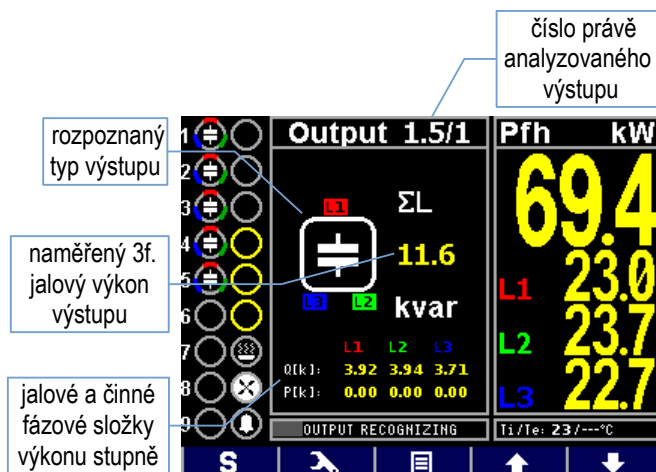 číslo právě
analyzovaného
výstupu
rozpoznaný
typ výstupu
naměřený 3f.
jalový výkon
výstupu
jalové a činné
fázové složky
výkonu stupně
1
2
3
4
5
6
7
8
9
Output 1.5/1
L1
ΣL
11.6
L3 L2
kvar
L1 L2 L3
Q[k]: 3.92 3.94 3.71
P[k]: 0.00 0.00 0.00
OUTPUT RECOGNIZING
Pfh kW
69.4
L1 23.0
L2 23.7
L3 22.7
Ti/Te: 23/---°C
S